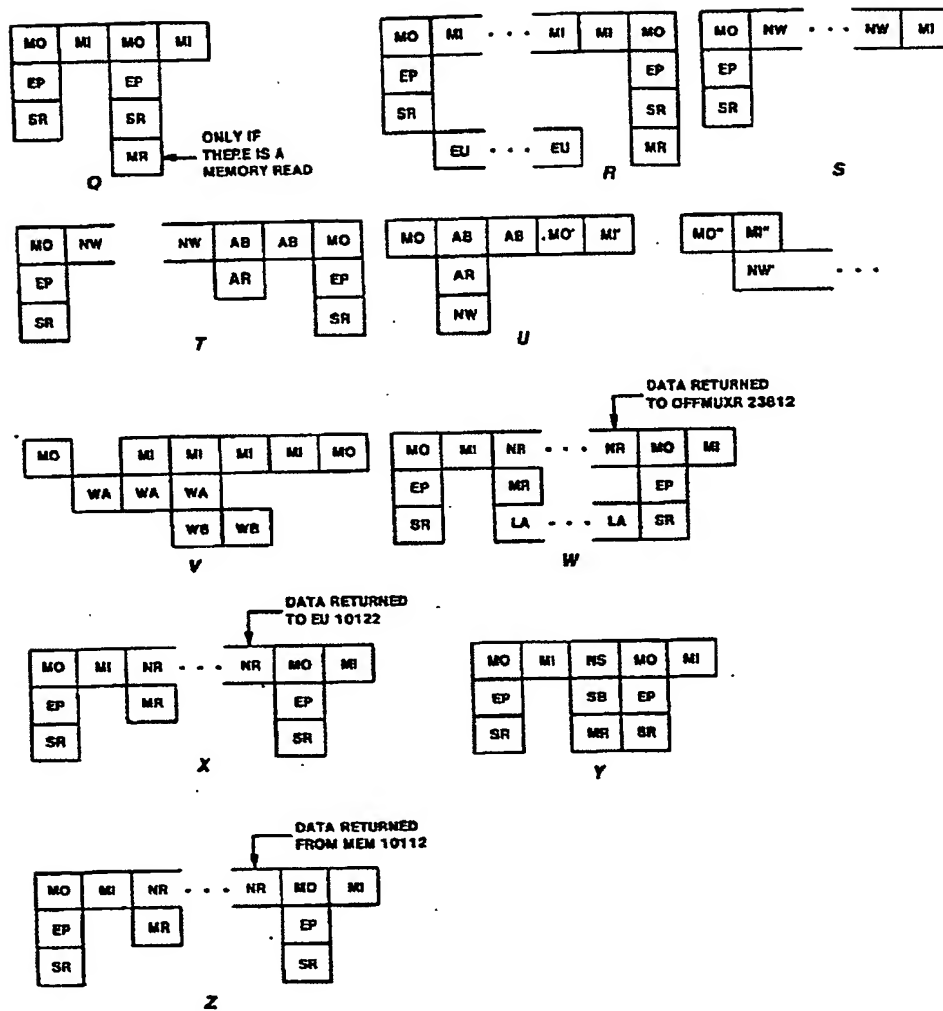 MO MI MO MI
EP EP
SR SR
MR
ONLY IF
THERE IS A
MEMORY READ
Q
MO MI · · · MI MI MO
EP EP
SR SR
EU · · · EU MR
R
MO NW · · · NW MI
EP
SR
S
MO NW NW AB AB MO
EP AR EP
SR SR
T
MO AB AB MO' MI'
AR
NW
U
MO" MI"
NW' · · ·
MO MI MI MI MI MO
WA WA WA
WB WB
V
DATA RETURNED
TO OFFMUXR 23812
MO MI NR · · · NR MO MI
EP MR EP
SR LA · · · LA SR
W
DATA RETURNED
TO EU 10122
MO MI NR · · · NR MO MI
EP MR EP
SR SR
X
MO MI NS MO MI
EP SB EP
SR MR SR
Y
DATA RETURNED
FROM MEM 10112
MO MI NR · · · NR MO MI
EP MR EP
SR SR
Z